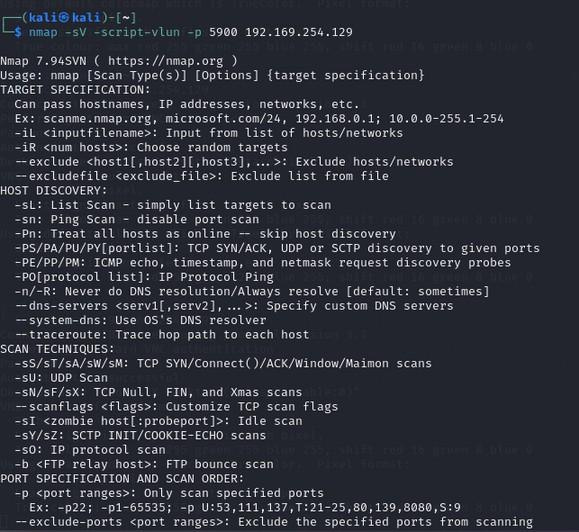 ┌──(kali㉿kali)-[~]
└─$ nmap -sV -script-vlun -p 5900 192.169.254.129
Nmap 7.94SVN ( https://nmap.org )
Usage: nmap [Scan Type(s)] [Options] {target specification}
TARGET SPECIFICATION:
  Can pass hostnames, IP addresses, networks, etc.
  Ex: scanme.nmap.org, microsoft.com/24, 192.168.0.1; 10.0.0-255.1-254
  -iL <inputfilename>: Input from list of hosts/networks
  -iR <num hosts>: Choose random targets
  --exclude <host1[,host2][,host3],...>: Exclude hosts/networks
  --excludefile <exclude_file>: Exclude list from file
HOST DISCOVERY:
  -sL: List Scan - simply list targets to scan
  -sn: Ping Scan - disable port scan
  -Pn: Treat all hosts as online -- skip host discovery
  -PS/PA/PU/PY[portlist]: TCP SYN/ACK, UDP or SCTP discovery to given ports
  -PE/PP/PM: ICMP echo, timestamp, and netmask request discovery probes
  -PO[protocol list]: IP Protocol Ping
  -n/-R: Never do DNS resolution/Always resolve [default: sometimes]
  --dns-servers <serv1[,serv2],...>: Specify custom DNS servers
  --system-dns: Use OS's DNS resolver
  --traceroute: Trace hop path to each host
SCAN TECHNIQUES:
  -sS/sT/sA/sW/sM: TCP SYN/Connect()/ACK/Window/Maimon scans
  -sU: UDP Scan
  -sN/sF/sX: TCP Null, FIN, and Xmas scans
  --scanflags <flags>: Customize TCP scan flags
  -sI <zombie host[:probeport]>: Idle scan
  -sY/sZ: SCTP INIT/COOKIE-ECHO scans
  -sO: IP protocol scan
  -b <FTP relay host>: FTP bounce scan
PORT SPECIFICATION AND SCAN ORDER:
  -p <port ranges>: Only scan specified ports
    Ex: -p22; -p1-65535; -p U:53,111,137,T:21-25,80,139,8080,S:9
  --exclude-ports <port ranges>: Exclude the specified ports from scanning